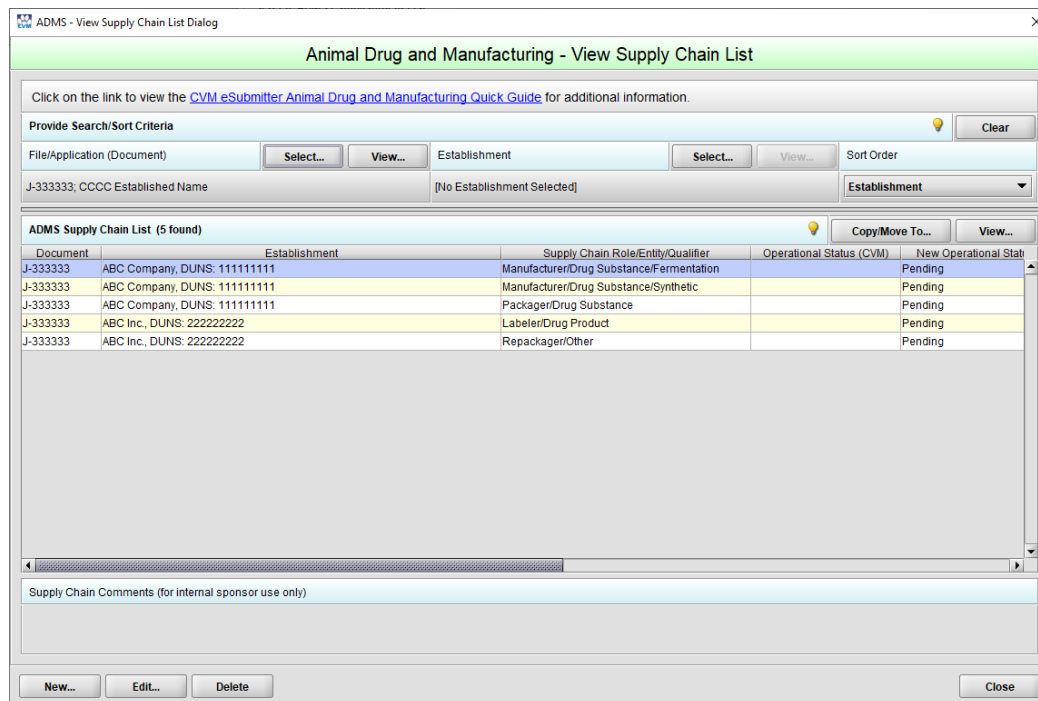 CVM ADMS - View Supply Chain List Dialog
Animal Drug and Manufacturing - View Supply Chain List
Click on the link to view the CVM eSubmitter Animal Drug and Manufacturing Quick Guide for additional information.
Provide Search/Sort Criteria Clear
File/Application (Document) Select... View... Establishment Select... View... Sort Order
J-333333; CCCC Established Name [No Establishment Selected] Establishment
ADMS Supply Chain List (5 found) Copy/Move To... View...
Document Establishment Supply Chain Role/Entity/Qualifier Operational Status (CVM) New Operational Stat
J-333333 ABC Company, DUNS: 111111111 Manufacturer/Drug Substance/Fermentation Pending
J-333333 ABC Company, DUNS: 111111111 Manufacturer/Drug Substance/Synthetic Pending
J-333333 ABC Company, DUNS: 111111111 Packager/Drug Substance Pending
J-333333 ABC Inc., DUNS: 222222222 Labeler/Drug Product Pending
J-333333 ABC Inc., DUNS: 222222222 Repackager/Other Pending
Supply Chain Comments (for internal sponsor use only)
New... Edit... Delete Close